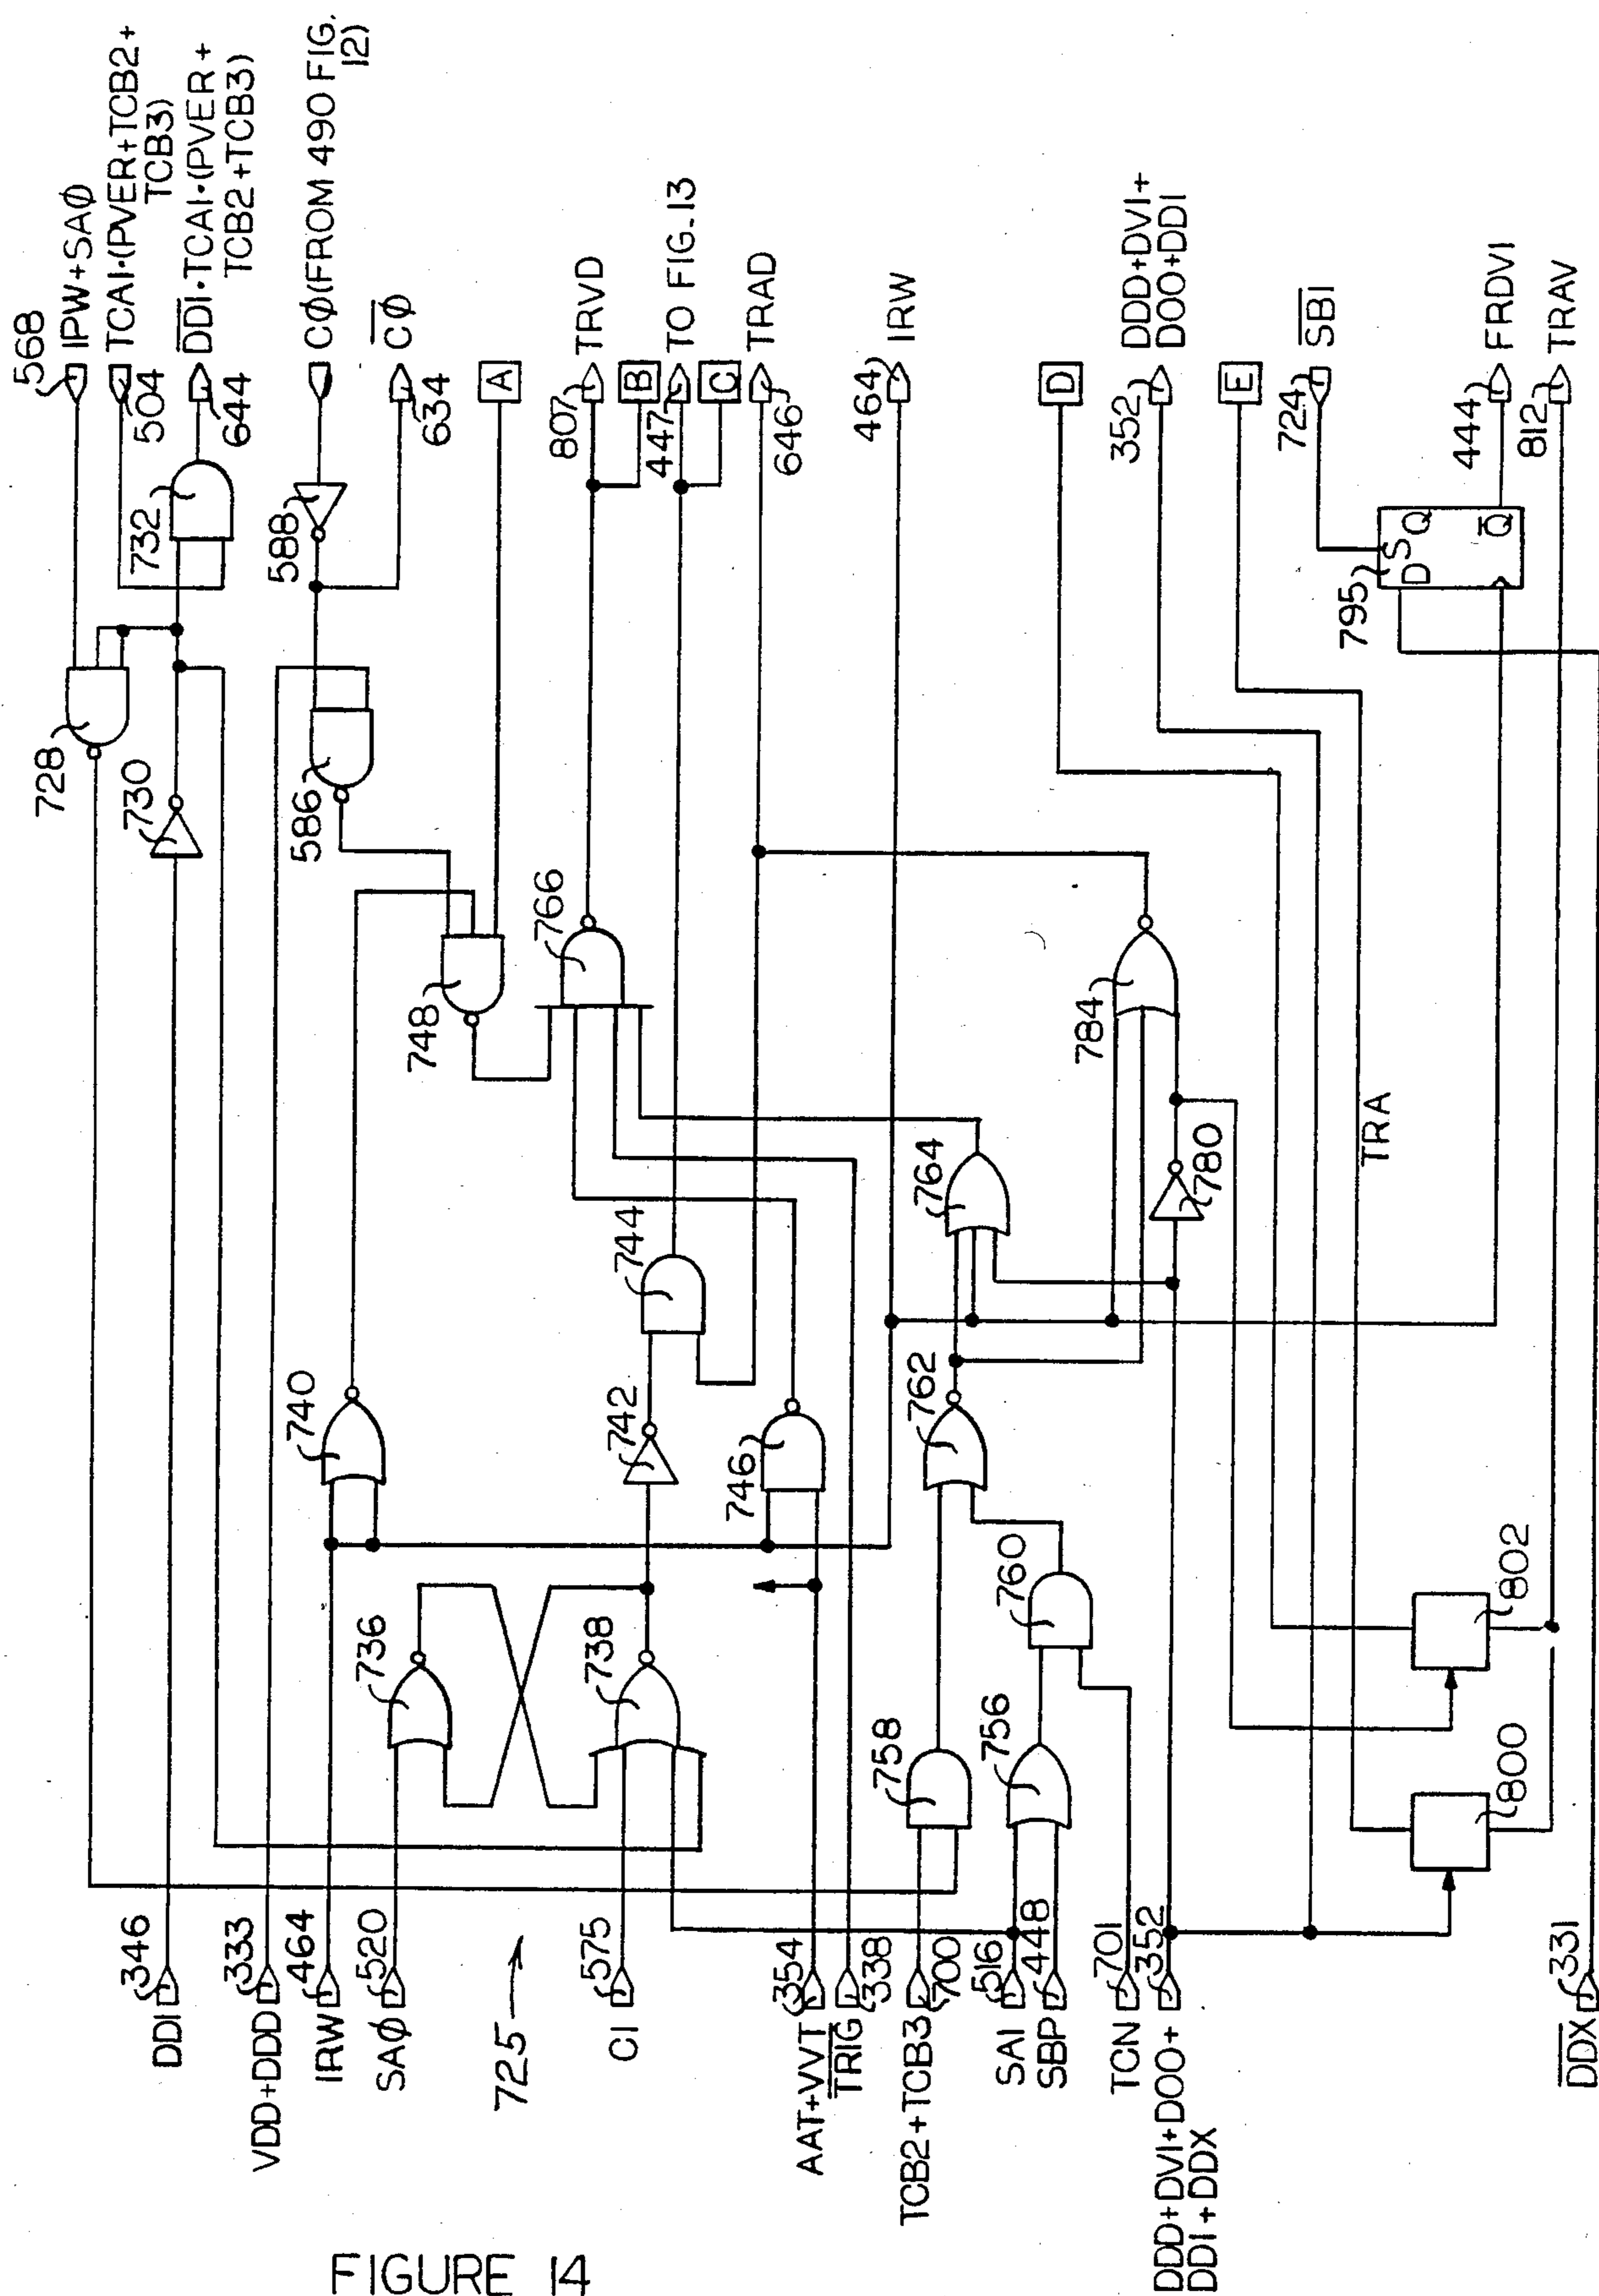 568
IPW+SAØ
TCAI•(PVER+TCB2+
TCB3)
504
D̅D̅I̅•TCAI•(PVER+
TCB2+TCB3)
644
732
728
730
CØ(FROM 490 FIG.
12)
588
C̅Ø̅
634
586
A
748
766
807
TRVD
B
447
TO FIG. 13
C
TRAD
646
464
IRW
D
352
DDD+DVI+
DOO+DDI
E
724
S̅B̅I̅
795
S
D
Q
Q̅
444
FRDVI
812
TRAV
740
742
744
746
762
764
780
784
TRA
736
738
758
756
760
800
802
346
DDI
333
VDD+DDD
464
IRW
520
SAØ
725
575
CI
354
AAT+VVT
T̅R̅I̅G̅
338
TCB2+TCB3
700
516
SAI
448
SBP
701
TCN
352
DDD+DVI+DOO+
DDI+DDX
331
D̅D̅X̅
FIGURE 14